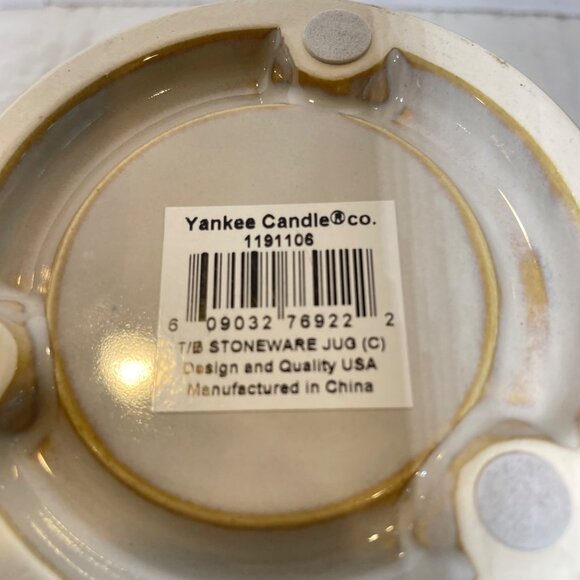 Yankee Candle®co.
1191106
6 09032 76922 2
T/B STONEWARE JUG (C)
Design and Quality USA
Manufactured in China